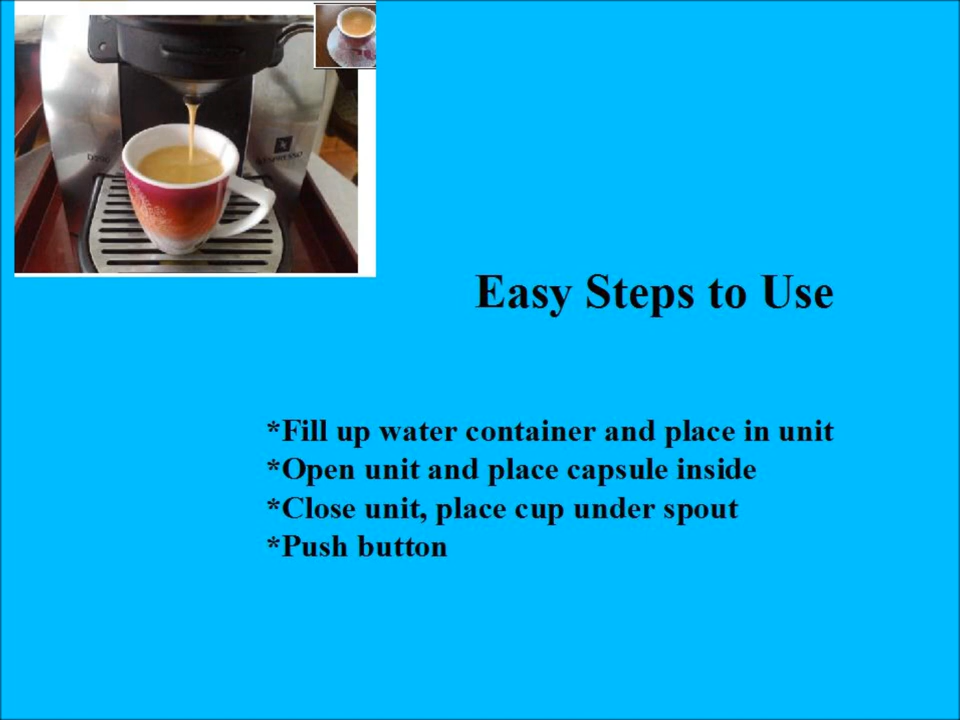 NESPRESSO
Easy Steps to Use
*Fill up water container and place in unit
*Open unit and place capsule inside
*Close unit, place cup under spout
*Push button